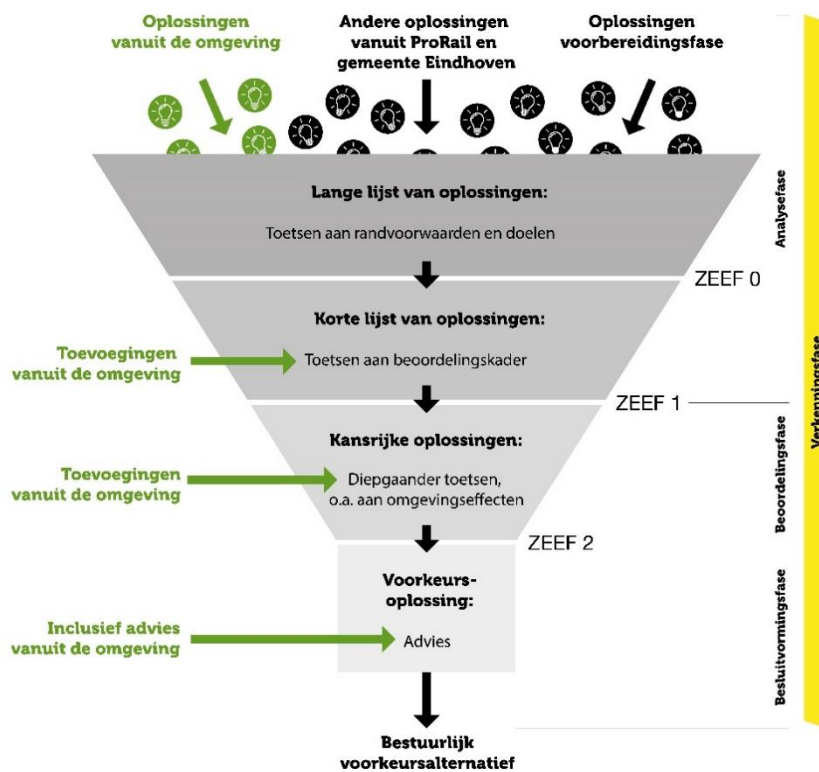 Oplossingen
vanuit de omgeving
Andere oplossingen
vanuit ProRail en
gemeente Eindhoven
Oplossingen
voorbereidingsfase
Lange lijst van oplossingen:
Toetsen aan randvoorwaarden en doelen
Analysefase
ZEEF 0
Korte lijst van oplossingen:
Toevoegingen
vanuit de omgeving
Toetsen aan beoordelingskader
ZEEF 1
Verkenningsfase
Kansrijke oplossingen:
Toevoegingen
vanuit de omgeving
Diepgaander toetsen,
o.a. aan omgevingseffecten
Beoordelingsfase
ZEEF 2
Voorkeurs-
oplossing:
Inclusief advies
vanuit de omgeving
Advies
Besluitvormingsfase
Bestuurlijk
voorkeursalternatief